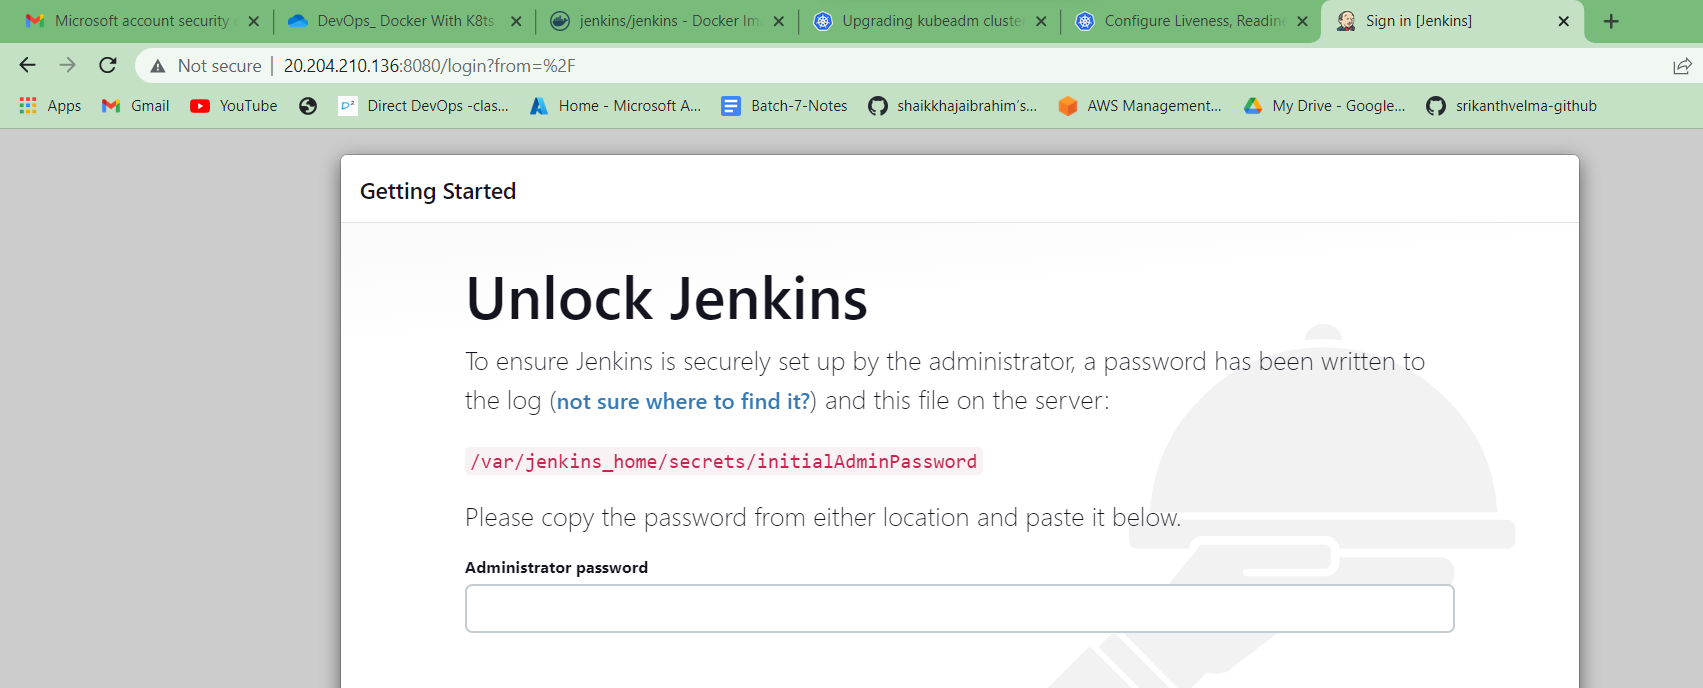 Microsoft account security
DevOps_ Docker With K8ts
jenkins/jenkins - Docker Im
Upgrading kubeadm cluste
Configure Liveness, Readin
Sign in [Jenkins]
Not secure 20.204.210.136:8080/login?from=%2F
Apps Gmail YouTube Direct DevOps -clas... Home - Microsoft A... Batch-7-Notes shaikkhajaibrahim's... AWS Management... My Drive - Google... srikanthvelma-github
Getting Started
Unlock Jenkins
To ensure Jenkins is securely set up by the administrator, a password has been written to
the log (not sure where to find it?) and this file on the server:
/var/jenkins_home/secrets/initialAdminPassword
Please copy the password from either location and paste it below.
Administrator password